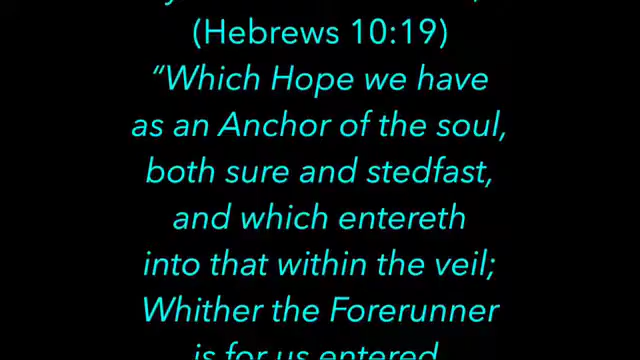 (Hebrews 10:19)
“Which Hope we have
as an Anchor of the soul,
both sure and stedfast,
and which entereth
into that within the veil;
Whither the Forerunner
is for us entered